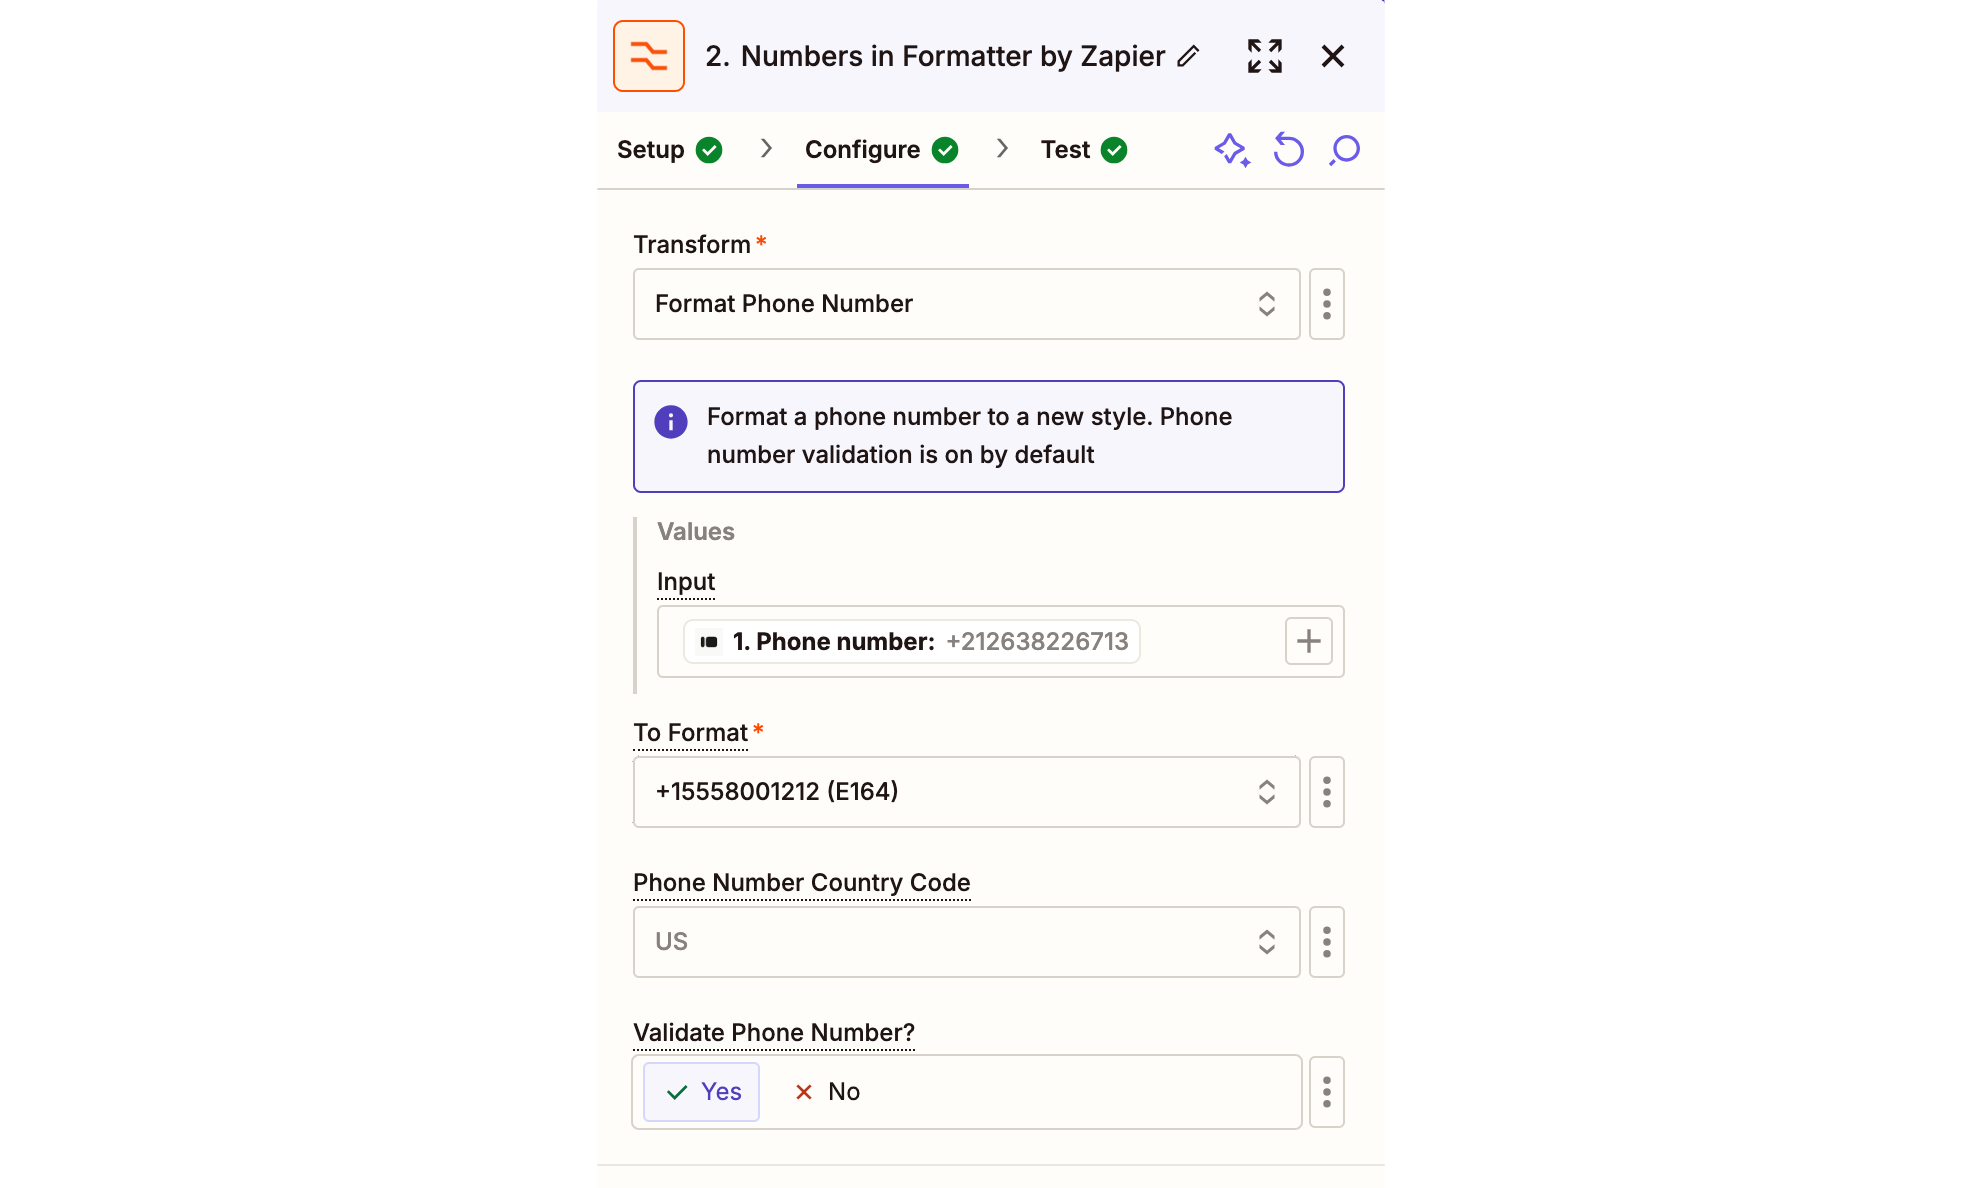 2. Numbers in Formatter by Zapier
Setup Configure Test
Transform*
Format Phone Number
Format a phone number to a new style. Phone
number validation is on by default
Values
Input
1. Phone number: +212638226713
To Format*
+15558001212 (E164)
Phone Number Country Code
US
Validate Phone Number?
Yes No